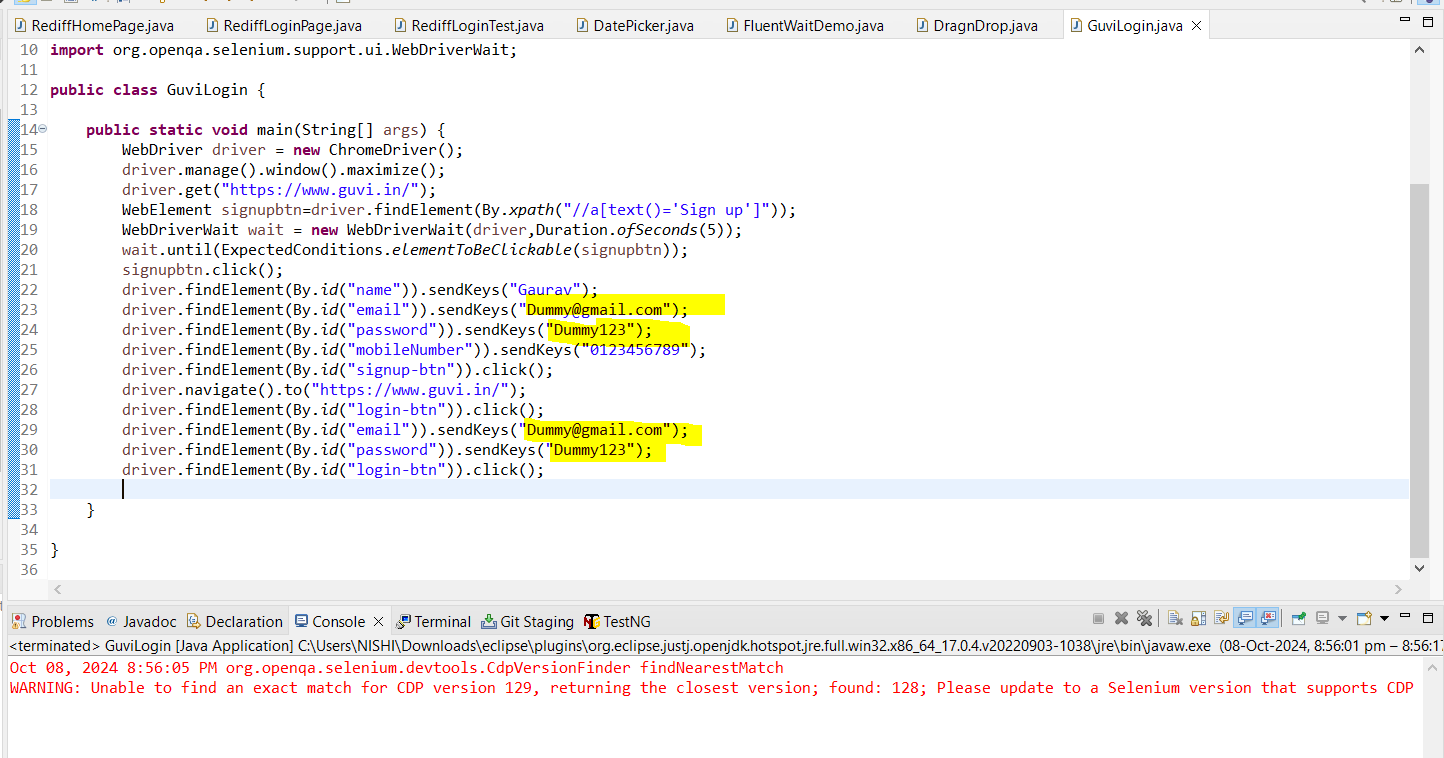 RediffHomePage.java RediffLoginPage.java RediffLoginTest.java DatePicker.java FluentWaitDemo.java DragnDrop.java GuviLogin.java
10 import org.openqa.selenium.support.ui.WebDriverWait;
11
12 public class GuviLogin {
13
14 public static void main(String[] args) {
15 WebDriver driver = new ChromeDriver();
16 driver.manage().window().maximize();
17 driver.get("https://www.guvi.in/");
18 WebElement signupbtn=driver.findElement(By.xpath("//a[text()='Sign up']"));
19 WebDriverWait wait = new WebDriverWait(driver,Duration.ofSeconds(5));
20 wait.until(ExpectedConditions.elementToBeClickable(signupbtn));
21 signupbtn.click();
22 driver.findElement(By.id("name")).sendKeys("Gaurav");
23 driver.findElement(By.id("email")).sendKeys("Dummy@gmail.com");
24 driver.findElement(By.id("password")).sendKeys("Dummy123");
25 driver.findElement(By.id("mobileNumber")).sendKeys("0123456789");
26 driver.findElement(By.id("signup-btn")).click();
27 driver.navigate().to("https://www.guvi.in/");
28 driver.findElement(By.id("login-btn")).click();
29 driver.findElement(By.id("email")).sendKeys("Dummy@gmail.com");
30 driver.findElement(By.id("password")).sendKeys("Dummy123");
31 driver.findElement(By.id("login-btn")).click();
32
33 }
34
35 }
36
Problems @ Javadoc Declaration Console Terminal Git Staging TestNG
<terminated> GuviLogin [Java Application] C:\Users\NISHI\Downloads\eclipse\plugins\org.eclipse.justj.openjdk.hotspot.jre.full.win32.x86_64_17.0.4.v20220903-1038\jre\bin\javaw.exe (08-Oct-2024, 8:56:01 pm – 8:56:17
Oct 08, 2024 8:56:05 PM org.openqa.selenium.devtools.CdpVersionFinder findNearestMatch
WARNING: Unable to find an exact match for CDP version 129, returning the closest version; found: 128; Please update to a Selenium version that supports CDP